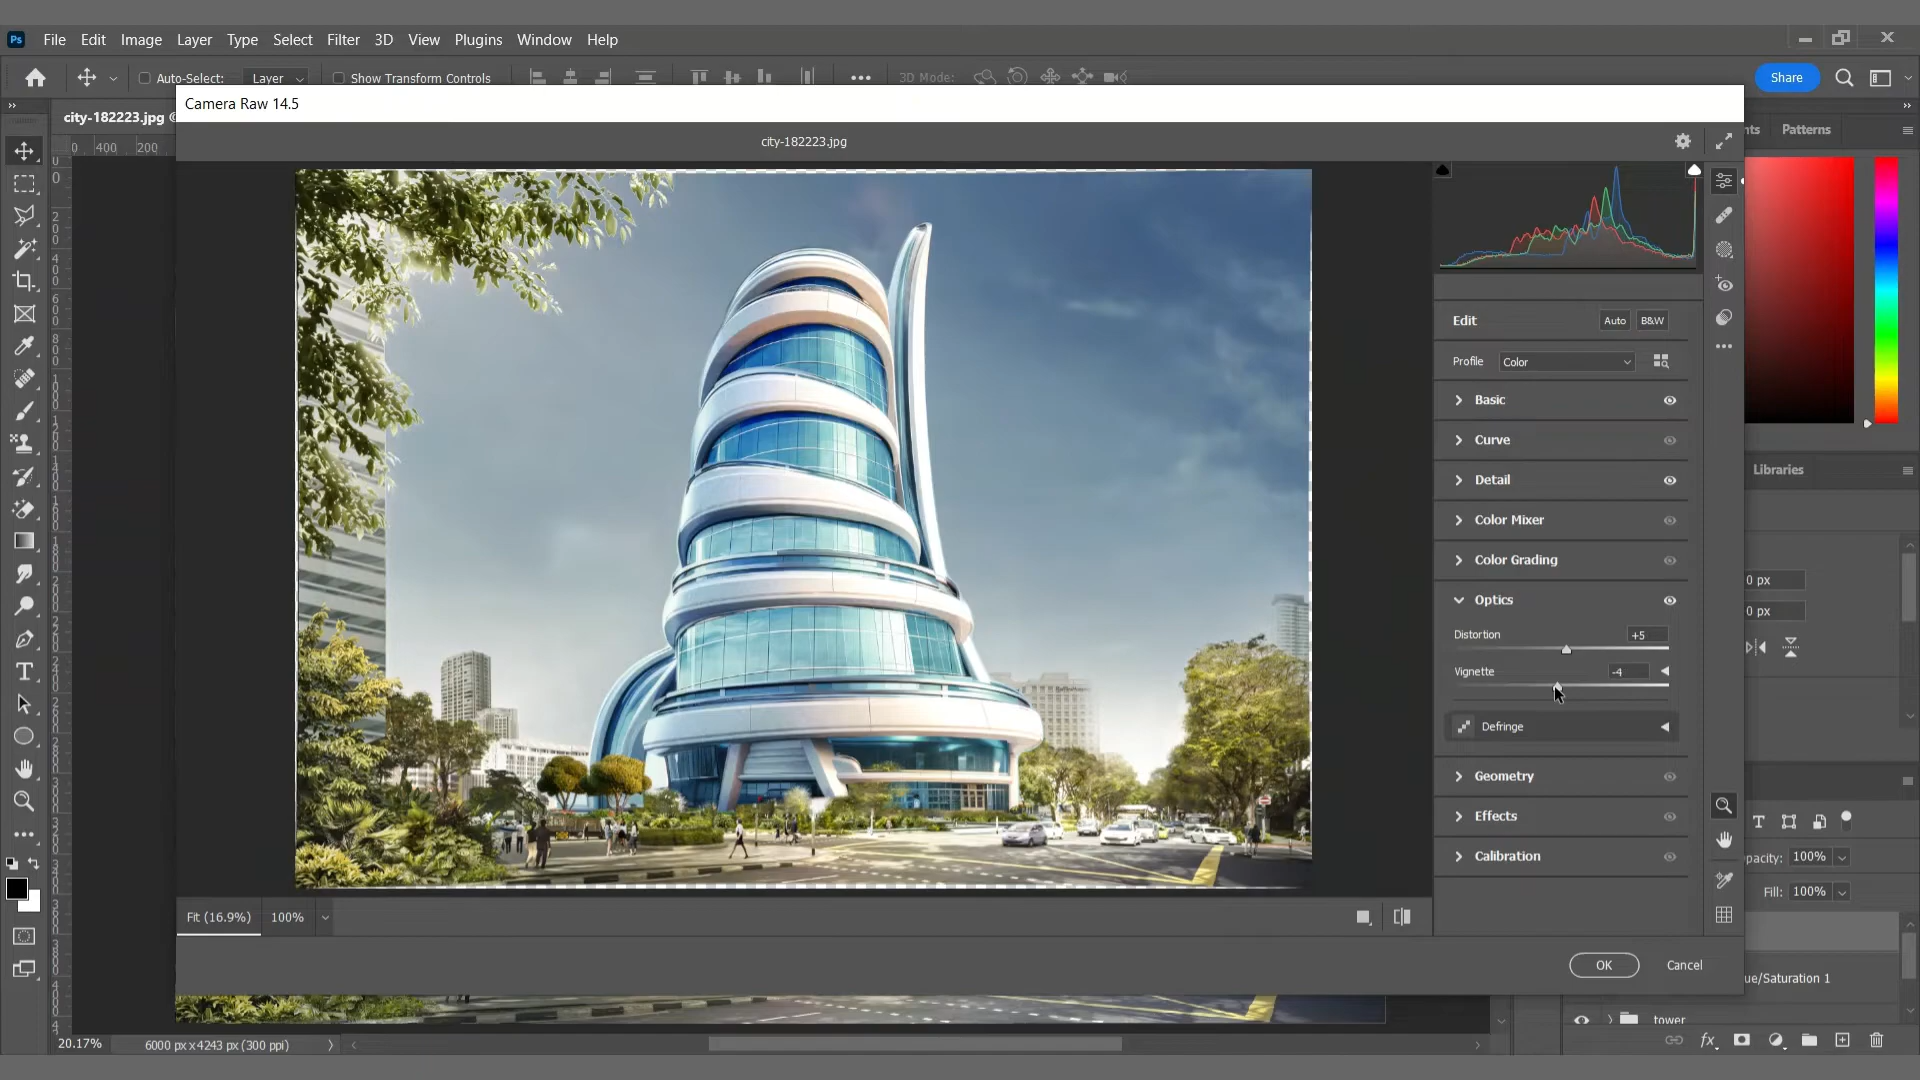 Ps File Edit Image Layer Type Select Filter 3D View Plugins Window Help
Auto-Select: Layer Show Transform Controls 3D Mode: Share
Camera Raw 14.5
city-182223.jpg
Patterns
city-182223.jpg
0 400 200
Edit Auto B&W
Profile Color
Basic
Curve
Libraries
Detail
Color Mixer
Color Grading
0 px
Optics
0 px
Distortion +5
Vignette -4
Defringe
Geometry
Effects
Opacity: 100%
Calibration
Fill: 100%
Fit (16.9%) 100%
OK Cancel
ue/Saturation 1
tower
20.17% 6000 px x 4243 px (300 ppi)